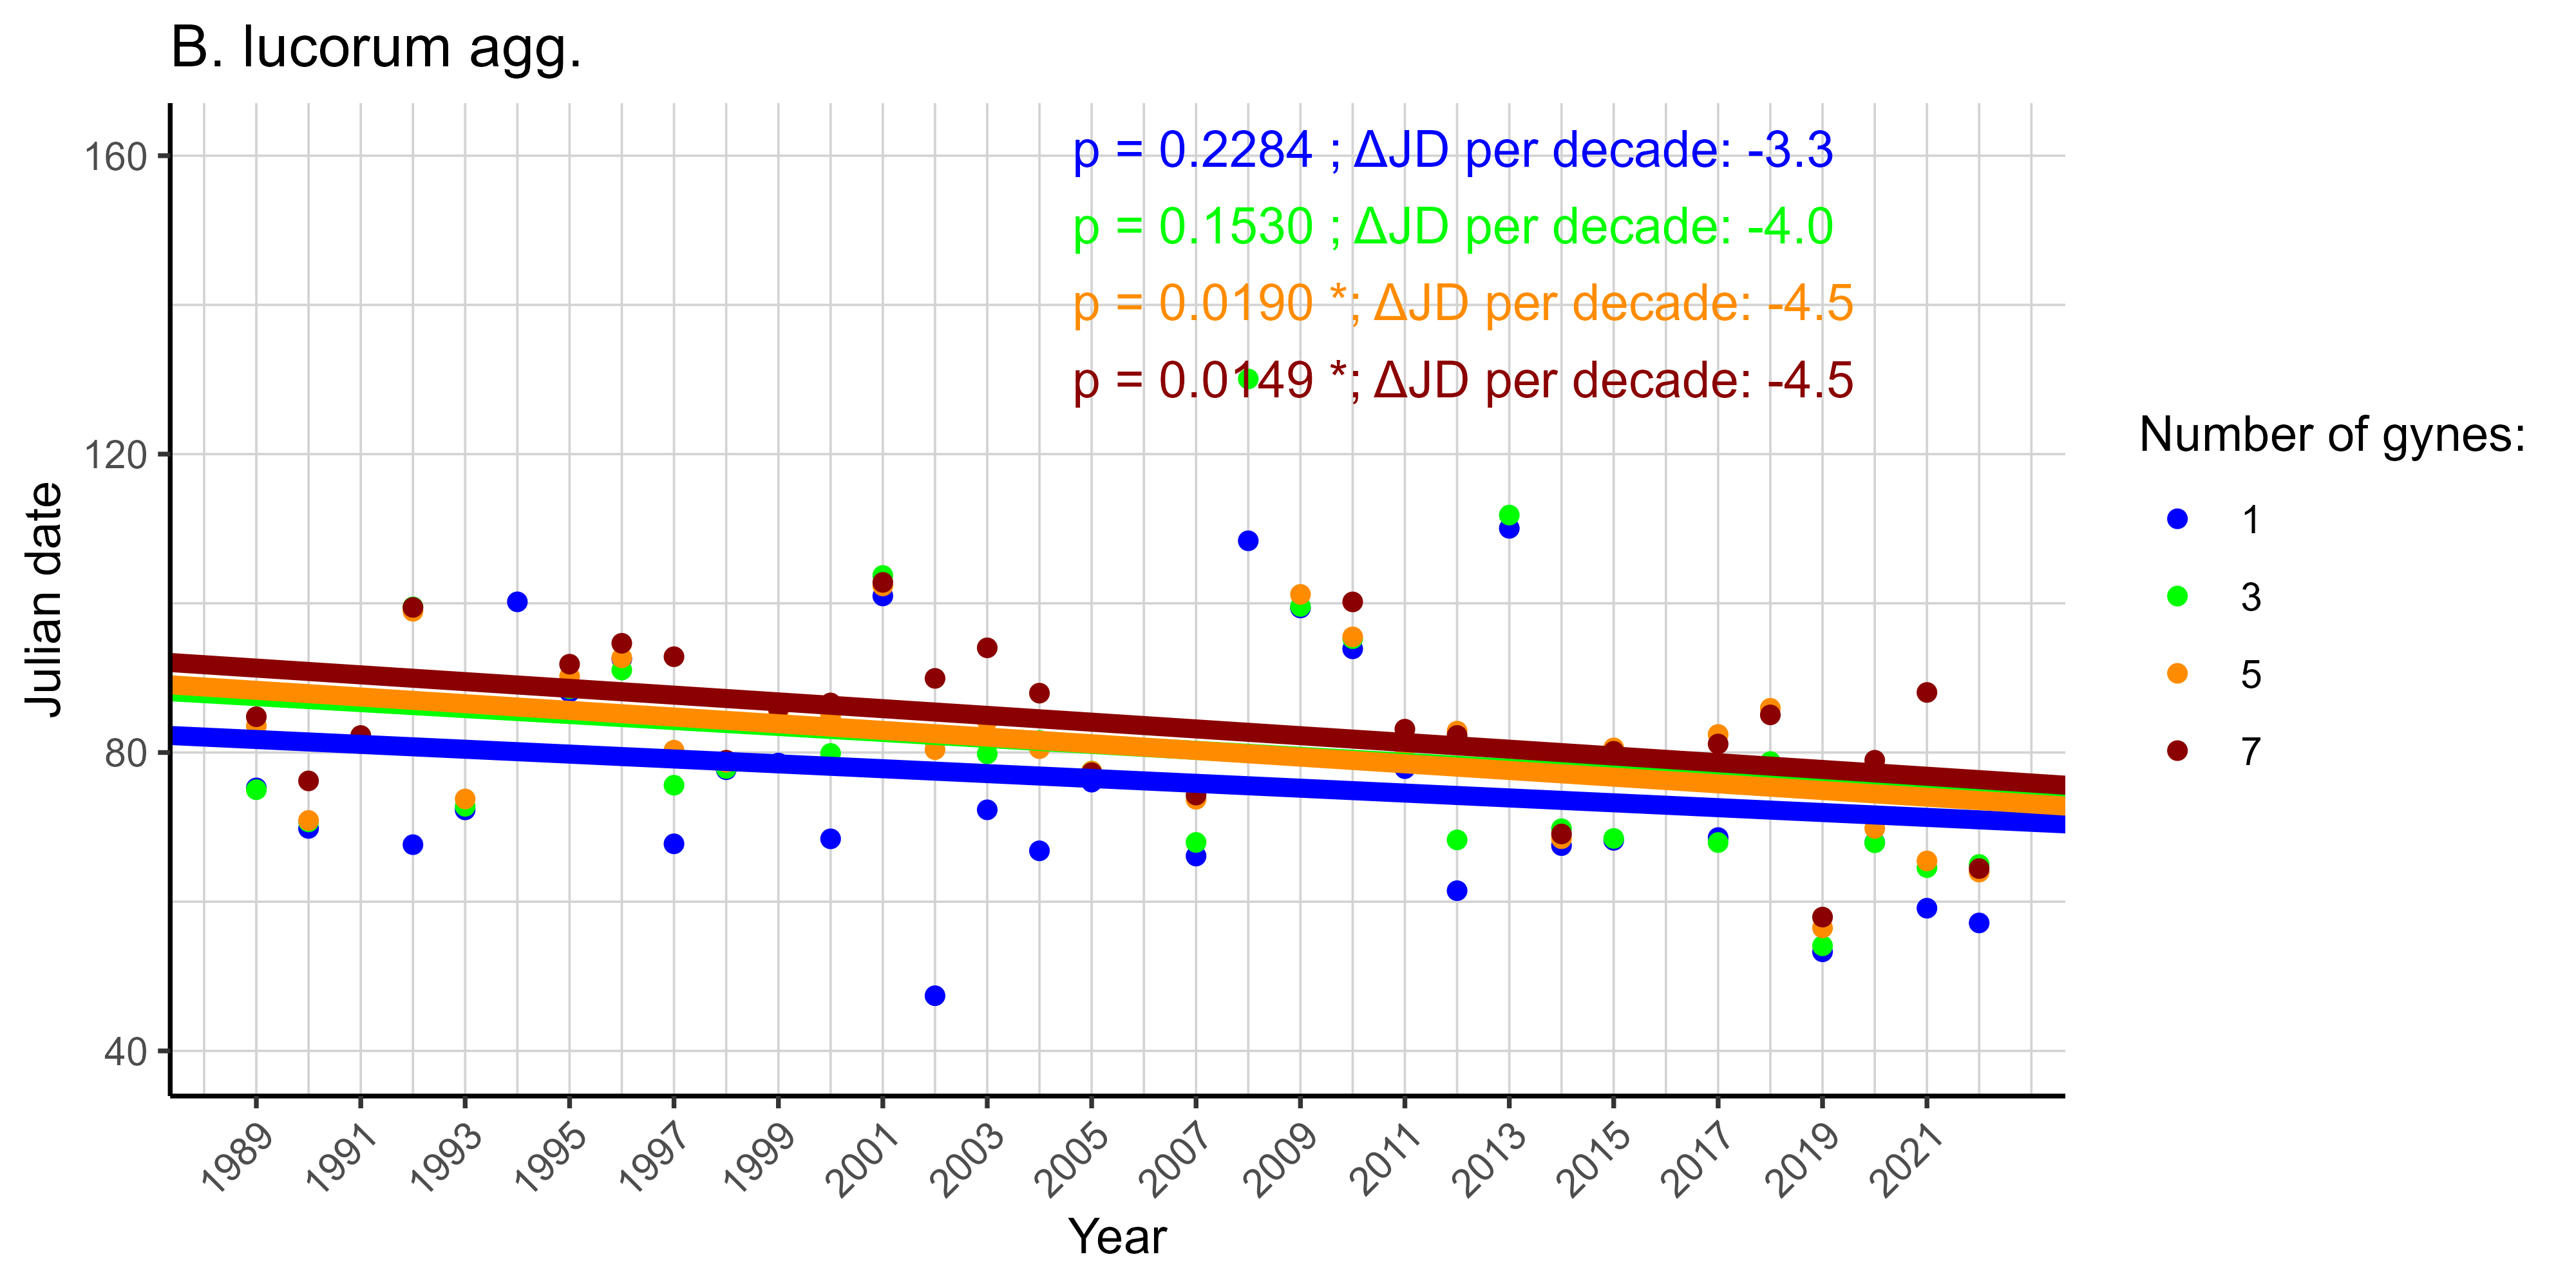 B. lucorum agg.
p = 0.2284 ; ΔJD per decade: -3.3
p = 0.1530 ; ΔJD per decade: -4.0
p = 0.0190 *; ΔJD per decade: -4.5
p = 0.0149 *; ΔJD per decade: -4.5
160
120
80
40
Julian date
1989 1991 1993 1995 1997 1999 2001 2003 2005 2007 2009 2011 2013 2015 2017 2019 2021
Year
Number of gynes:
1
3
5
7